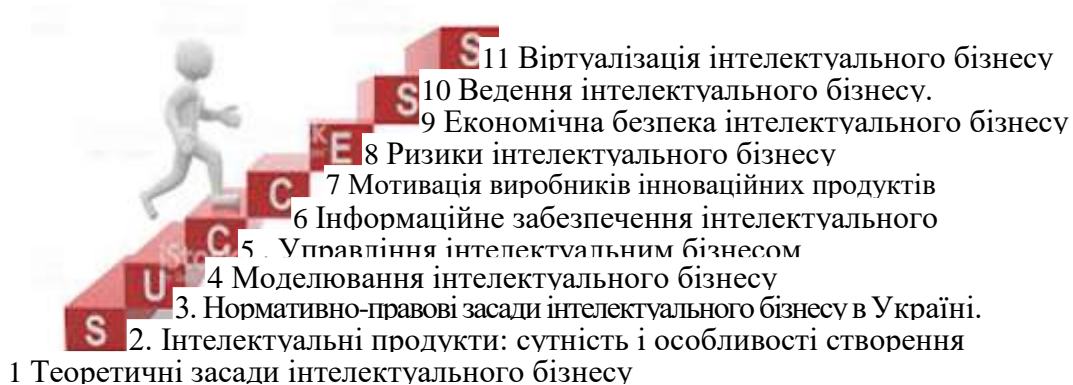 S 11 Віртуалізація інтелектуального бізнесу
S 10 Ведення інтелектуального бізнесу.
9 Економічна безпека інтелектуального бізнесу
E 8 Ризики інтелектуального бізнесу
C 7 Мотивація виробників інноваційних продуктів
6 Інформаційне забезпечення інтелектуального
C 5 . Управління інтелектуальним бізнесом
U 4 Моделювання інтелектуального бізнесу
3. Нормативно-правові засади інтелектуального бізнесу в Україні.
S 2. Інтелектуальні продукти: сутність і особливості створення
1 Теоретичні засади інтелектуального бізнесу